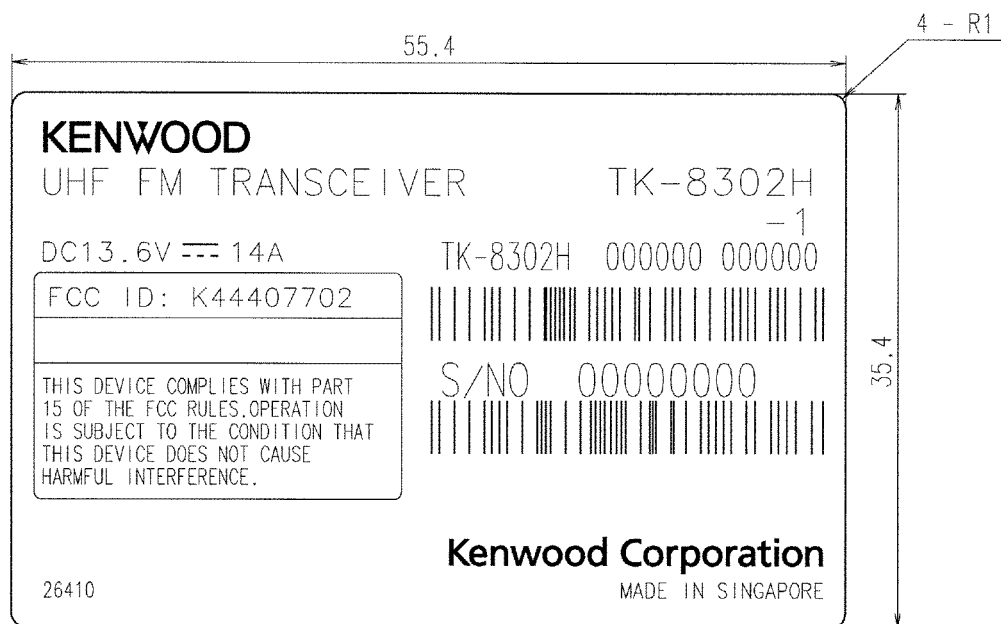 4 - R1
55.4
KENWOOD
UHF FM TRANSCEIVER TK-8302H
-1
DC13.6V 14A
TK-8302H 000000 000000
FCC ID: K44407702
THIS DEVICE COMPLIES WITH PART
15 OF THE FCC RULES.OPERATION
IS SUBJECT TO THE CONDITION THAT
THIS DEVICE DOES NOT CAUSE
HARMFUL INTERFERENCE.
S/NO 00000000
35.4
Kenwood Corporation
26410
MADE IN SINGAPORE